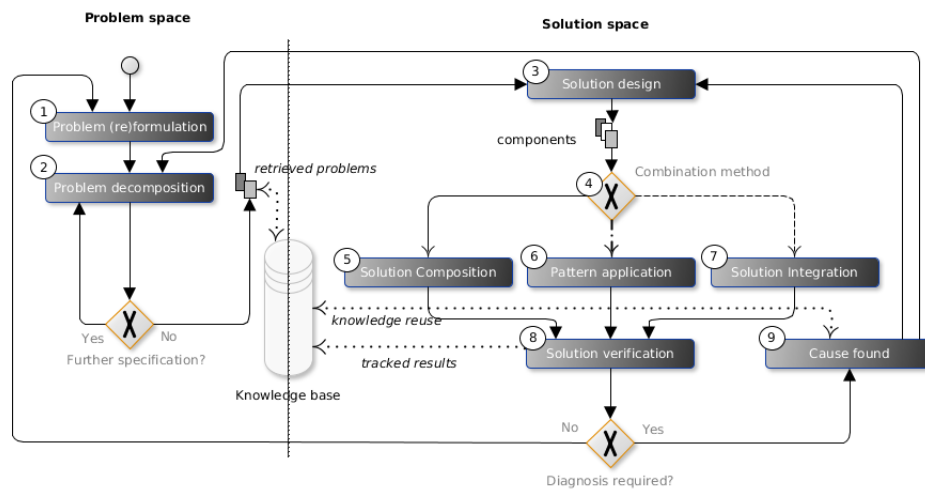 Problem space
Solution space
1
Problem (re)formulation
2
Problem decomposition
Yes
No
Further specification?
retrieved problems
3
Solution design
components
4
Combination method
5
Solution Composition
6
Pattern application
7
Solution Integration
knowledge reuse
8
Solution verification
9
Cause found
tracked results
Knowledge base
No
Yes
Diagnosis required?